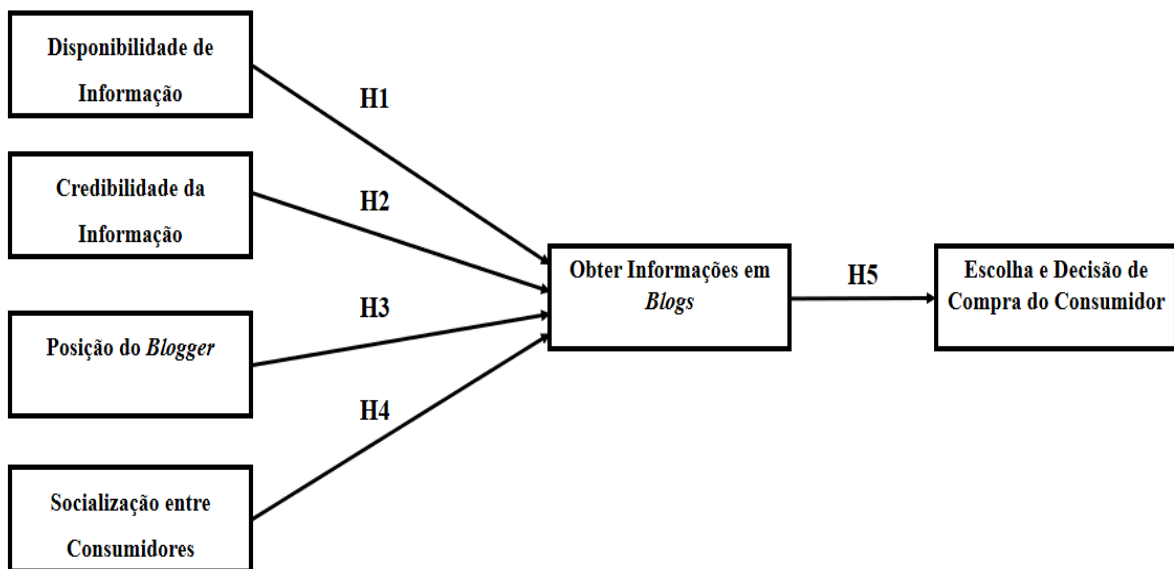 Disponibilidade de
Informação
H1
Credibilidade da
Informação
H2
Posição do Blogger
H3
Socialização entre
Consumidores
H4
Obter Informações em
Blogs
H5
Escolha e Decisão de
Compra do Consumidor